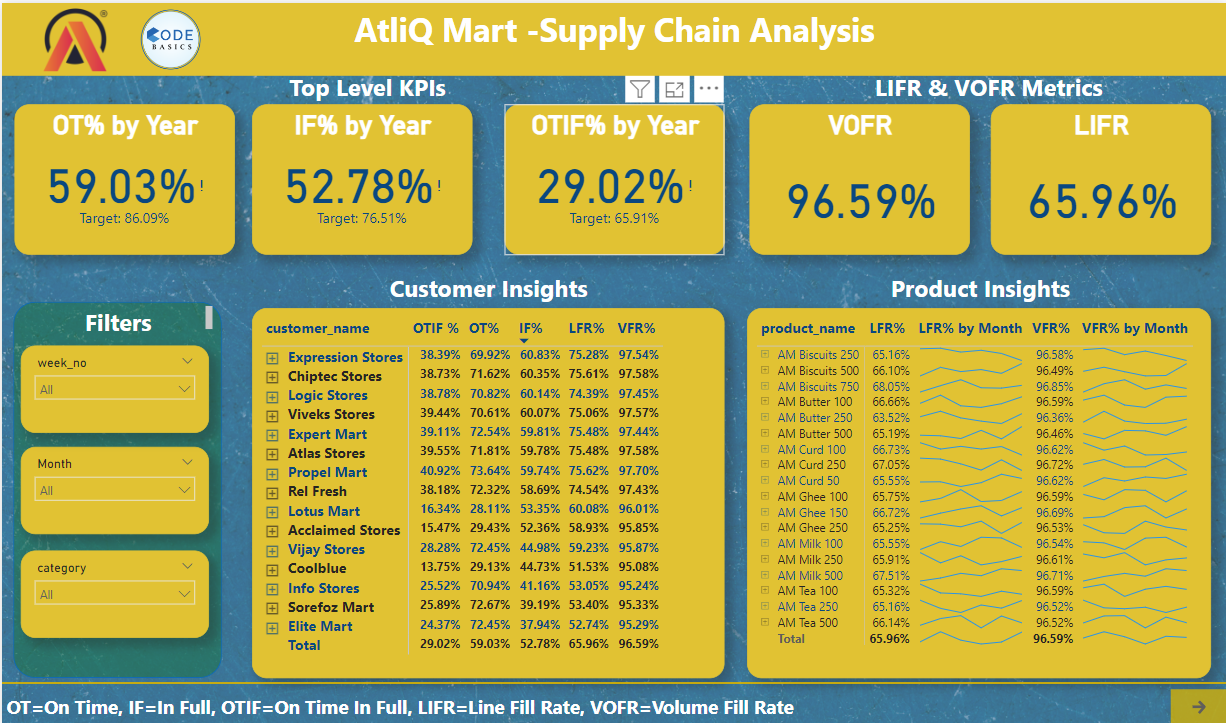 CODE
BASICS
AtliQ Mart -Supply Chain Analysis
Top Level KPIs
LIFR & VOFR Metrics
OT% by Year
59.03%!
Target: 86.09%
IF% by Year
52.78%!
Target: 76.51%
OTIF% by Year
29.02%!
Target: 65.91%
VOFR
96.59%
LIFR
65.96%
Filters
week_no
All
Month
All
category
All
Customer Insights
customer_name OTIF % OT% IF% LFR% VFR%
Expression Stores 38.39% 69.92% 60.83% 75.28% 97.54%
Chiptec Stores 38.73% 71.62% 60.35% 75.61% 97.58%
Logic Stores 38.78% 70.82% 60.14% 74.39% 97.45%
Viveks Stores 39.44% 70.61% 60.07% 75.06% 97.57%
Expert Mart 39.11% 72.54% 59.81% 75.48% 97.44%
Atlas Stores 39.55% 71.81% 59.78% 75.48% 97.58%
Propel Mart 40.92% 73.64% 59.74% 75.62% 97.70%
Rel Fresh 38.18% 72.32% 58.69% 74.54% 97.43%
Lotus Mart 16.34% 28.11% 53.35% 60.08% 96.01%
Acclaimed Stores 15.47% 29.43% 52.36% 58.93% 95.85%
Vijay Stores 28.28% 72.45% 44.98% 59.23% 95.87%
Coolblue 13.75% 29.13% 44.73% 51.53% 95.08%
Info Stores 25.52% 70.94% 41.16% 53.05% 95.24%
Sorefoz Mart 25.89% 72.67% 39.19% 53.40% 95.33%
Elite Mart 24.37% 72.45% 37.94% 52.74% 95.29%
Total 29.02% 59.03% 52.78% 65.96% 96.59%
Product Insights
product_name LFR% LFR% by Month VFR% VFR% by Month
AM Biscuits 250 65.16% 96.58%
AM Biscuits 500 66.10% 96.49%
AM Biscuits 750 68.05% 96.85%
AM Butter 100 66.66% 96.59%
AM Butter 250 63.52% 96.36%
AM Butter 500 65.19% 96.46%
AM Curd 100 66.73% 96.62%
AM Curd 250 67.05% 96.72%
AM Curd 50 65.55% 96.62%
AM Ghee 100 65.75% 96.59%
AM Ghee 150 66.72% 96.69%
AM Ghee 250 65.25% 96.53%
AM Milk 100 65.55% 96.54%
AM Milk 250 65.91% 96.61%
AM Milk 500 67.51% 96.71%
AM Tea 100 65.32% 96.59%
AM Tea 250 65.16% 96.52%
AM Tea 500 66.14% 96.52%
Total 65.96% 96.59%
OT=On Time, IF=In Full, OTIF=On Time In Full, LIFR=Line Fill Rate, VOFR=Volume Fill Rate